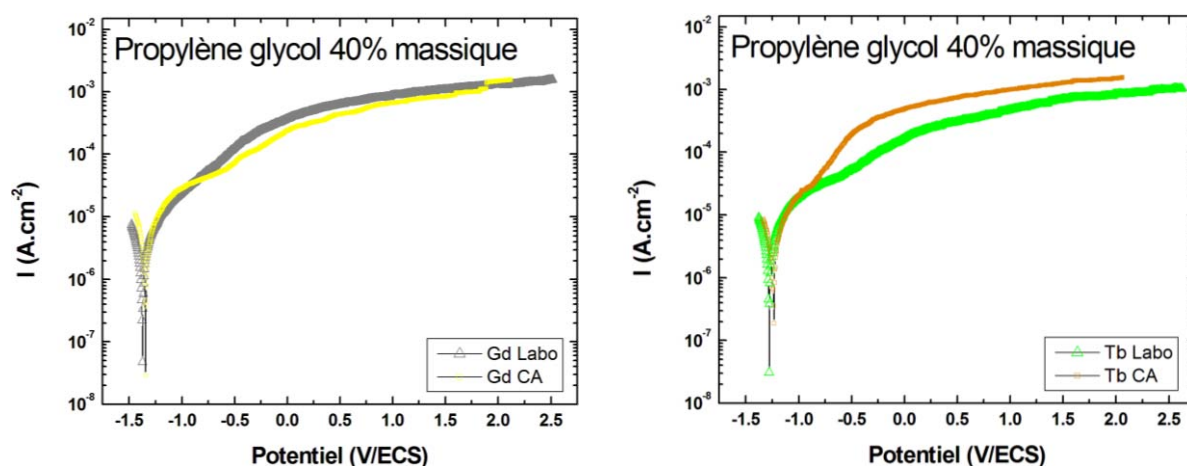 Propylène glycol 40% massique
10⁻²
10⁻³
10⁻⁴
10⁻⁵
10⁻⁶
10⁻⁷
10⁻⁸
I (A.cm⁻²)
Gd Labo
Gd CA
-1.5 -1.0 -0.5 0.0 0.5 1.0 1.5 2.0 2.5
Potentiel (V/ECS)
Propylène glycol 40% massique
10⁻²
10⁻³
10⁻⁴
10⁻⁵
10⁻⁶
10⁻⁷
10⁻⁸
I (A.cm⁻²)
Tb Labo
Tb CA
-1.5 -1.0 -0.5 0.0 0.5 1.0 1.5 2.0 2.5
Potentiel (V/ECS)